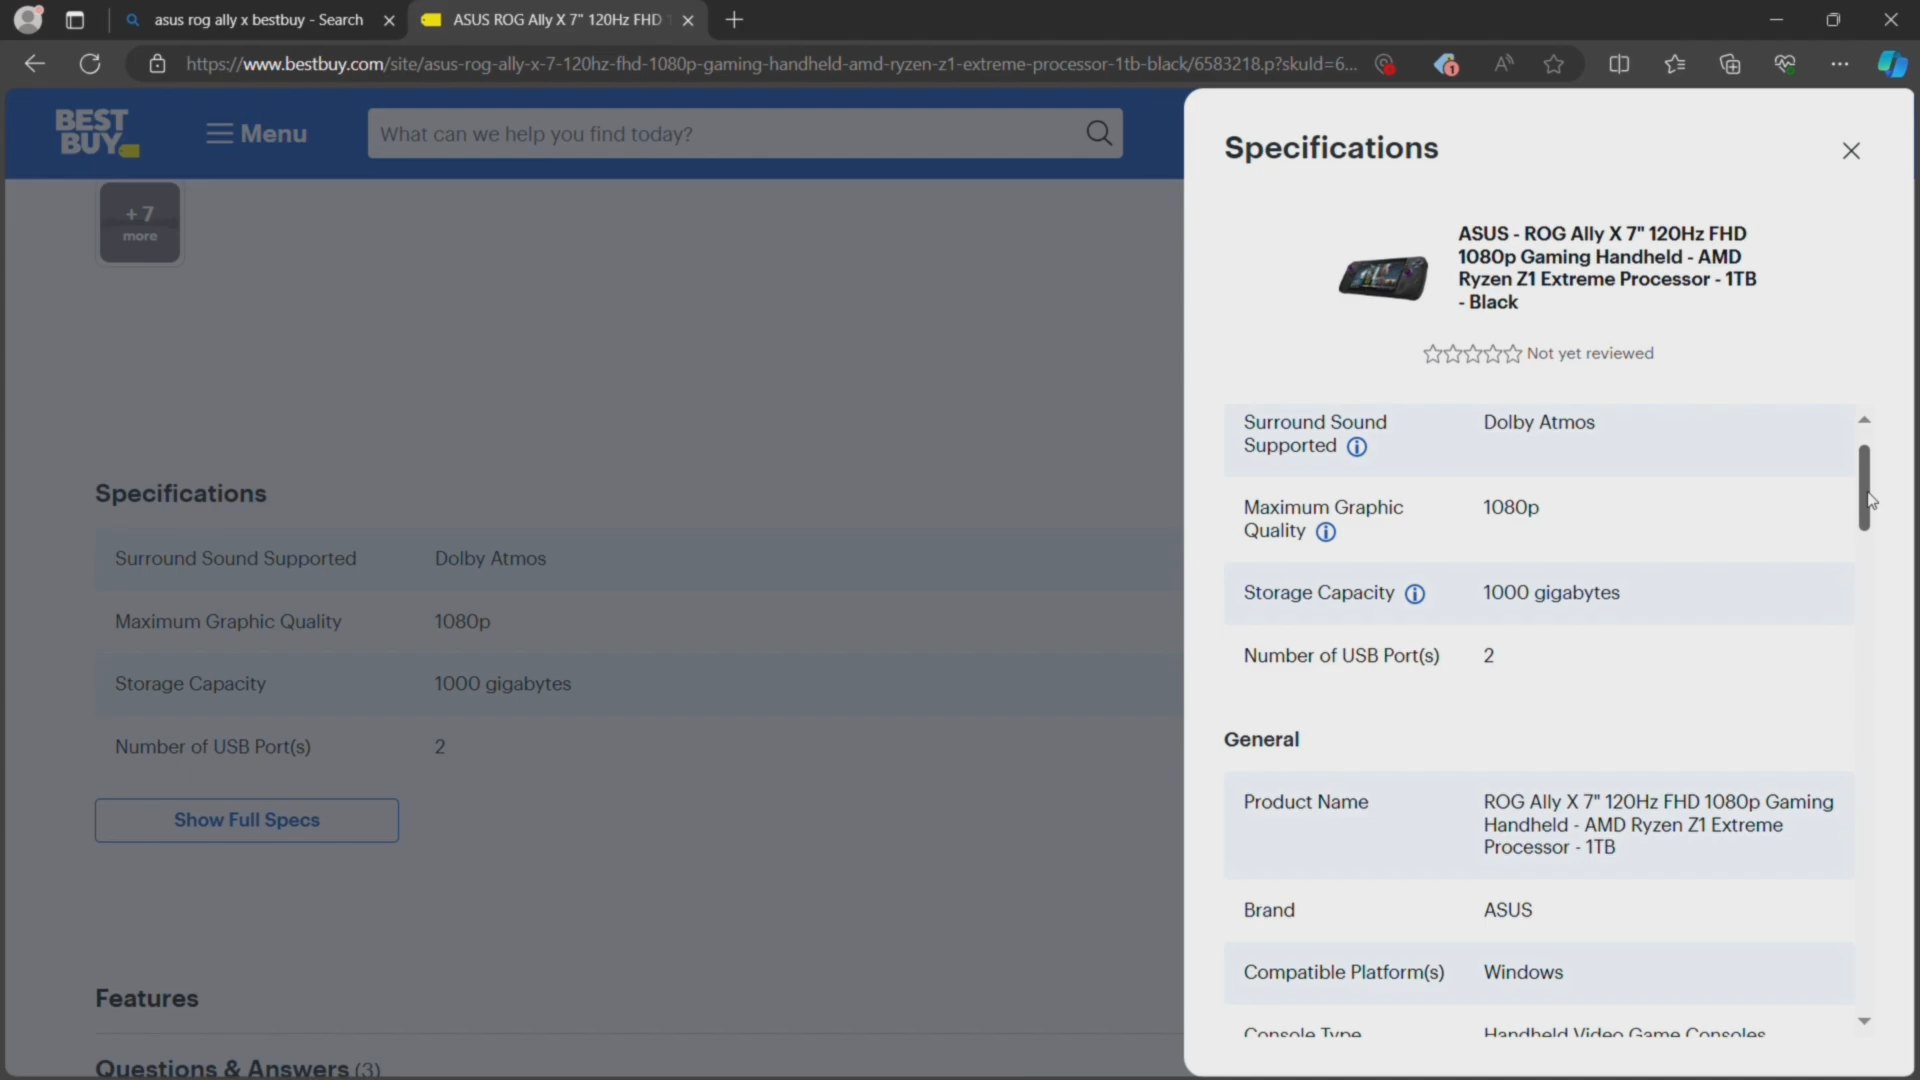 asus rog ally x bestbuy - Search
ASUS ROG Ally X 7" 120Hz FHD
https://www.bestbuy.com/site/asus-rog-ally-x-7-120hz-fhd-1080p-gaming-handheld-amd-ryzen-z1-extreme-processor-1tb-black/6583218.p?skuId=6...
1
BEST
BUY
Menu
What can we help you find today?
+ 7
more
Specifications
Surround Sound Supported Dolby Atmos
Maximum Graphic Quality 1080p
Storage Capacity 1000 gigabytes
Number of USB Port(s) 2
Show Full Specs
Features
Questions & Answers (3)
Specifications
ASUS - ROG Ally X 7" 120Hz FHD
1080p Gaming Handheld - AMD
Ryzen Z1 Extreme Processor - 1TB
- Black
Not yet reviewed
Surround Sound Dolby Atmos
Supported
Maximum Graphic 1080p
Quality
Storage Capacity 1000 gigabytes
Number of USB Port(s) 2
General
Product Name ROG Ally X 7" 120Hz FHD 1080p Gaming
Handheld - AMD Ryzen Z1 Extreme
Processor - 1TB
Brand ASUS
Compatible Platform(s) Windows
Console Type Handheld Video Game Consoles